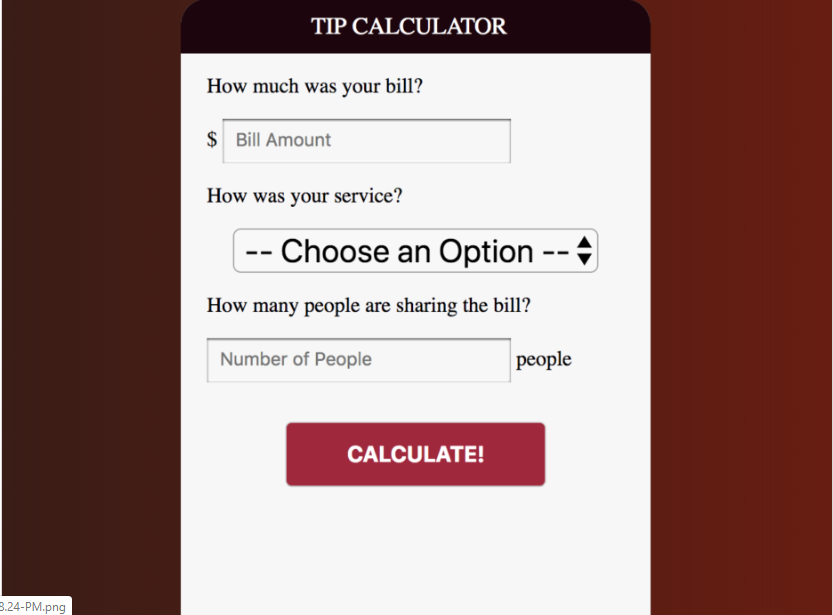 TIP CALCULATOR
How much was your bill?
$ Bill Amount
How was your service?
-- Choose an Option --
How many people are sharing the bill?
Number of People people
CALCULATE!
8.24-PM.png